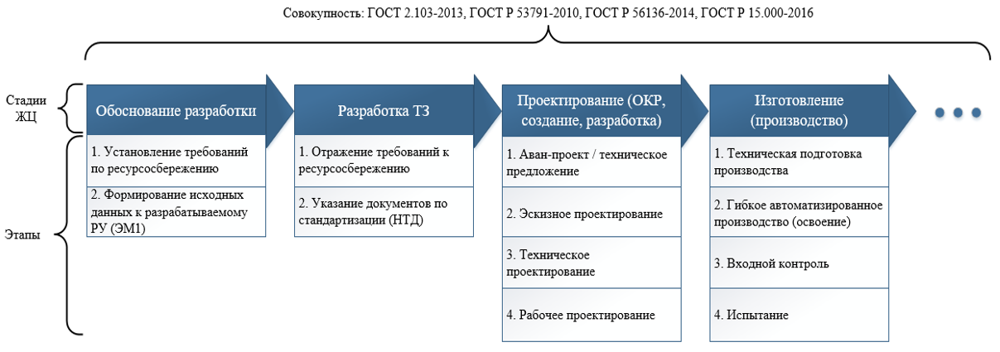 Совокупность: ГОСТ 2.103-2013, ГОСТ Р 53791-2010, ГОСТ Р 56136-2014, ГОСТ Р 15.000-2016
Стадии
ЖЦ
Обоснование разработки
Разработка ТЗ
Проектирование (ОКР,
создание, разработка)
Изготовление
(производство)
Этапы
1. Установление требований
по ресурсосбережению
2. Формирование исходных
данных к разрабатываемому
РУ (ЭМ1)
1. Отражение требований к
ресурсосбережению
2. Указание документов по
стандартизации (НТД)
1. Аван-проект / техническое
предложение
2. Эскизное проектирование
3. Техническое
проектирование
4. Рабочее проектирование
1. Техническая подготовка
производства
2. Гибкое автоматизированное
производство (освоение)
3. Входной контроль
4. Испытание